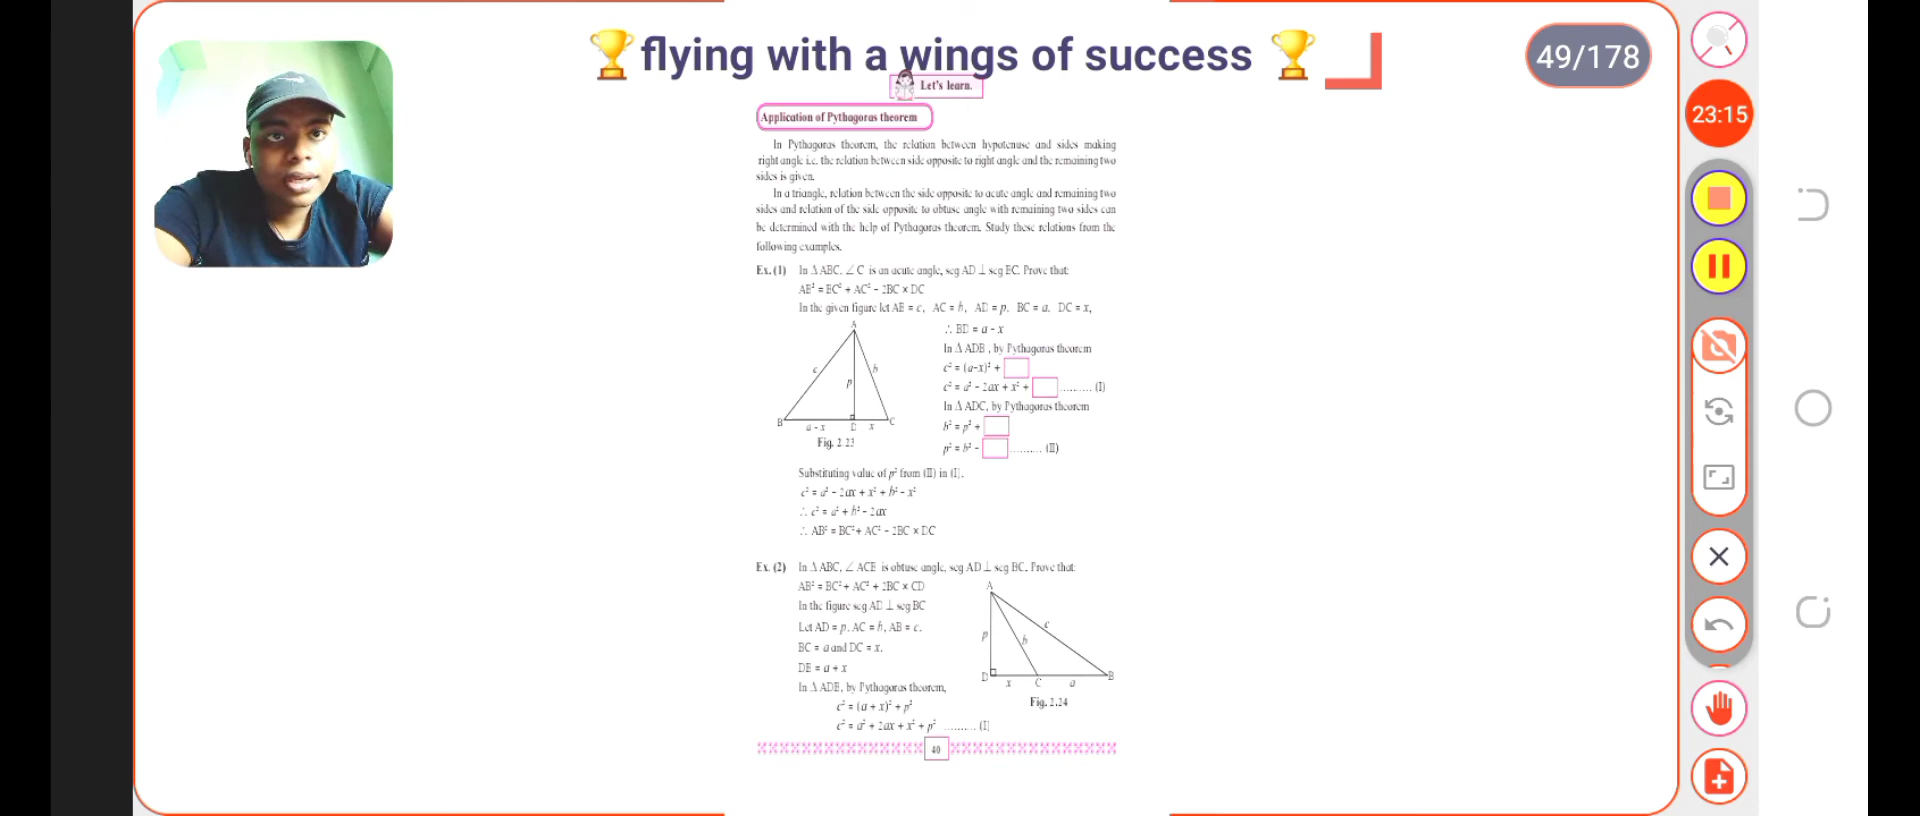 🏆flying with a wings of success 🏆
49/178
23:15
Let's learn.
Application of Pythagoras theorem
In Pythagoras theorem, the relation between hypotenuse and sides making
right angle i.e. the relation between side opposite to right angle and the remaining two
sides is given.
In a triangle, relation between the side opposite to acute angle and remaining two
sides and relation of the side opposite to obtuse angle with remaining two sides can
be determined with the help of Pythagoras theorem. Study these relations from the
following examples.
Ex. (1) In Δ ABC, ∠ C is an acute angle, seg AD ⊥ seg BC. Prove that:
AB² = BC² + AC² - 2BC × DC
In the given figure let AB = c, AC = b, AD = p, BC = a, DC = x,
∴ BD = a - x
In Δ ADB, by Pythagoras theorem
c² = (a-x)² +
c² = a² - 2ax + x² + .......... (I)
In Δ ADC, by Pythagoras theorem
b² = p² +
p² = b² - .......... (II)
A
c
b
p
B
a - x
D
x
C
Fig. 2.23
Substituting value of p² from (II) in (I),
c² = a² - 2ax + x² + b² - x²
∴ c² = a² + b² - 2ax
∴ AB² = BC² + AC² - 2BC × DC
Ex. (2) In Δ ABC, ∠ ACB is obtuse angle, seg AD ⊥ seg BC. Prove that:
AB² = BC² + AC² + 2BC × CD
In the figure seg AD ⊥ seg BC
Let AD = p, AC = b, AB = c,
BC = a and DC = x.
DB = a + x
In Δ ADB, by Pythagoras theorem,
c² = (a + x)² + p²
c² = a² + 2ax + x² + p² .......... (I)
A
c
p
b
D
x
C
a
B
Fig. 2.24
40